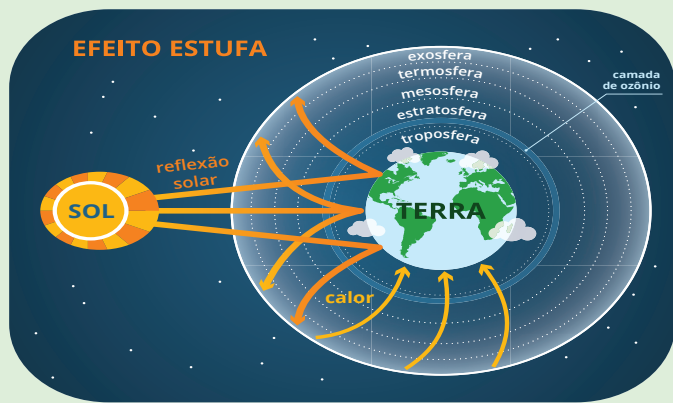 EFEITO ESTUFA
exosfera
termosfera
mesosfera
estratosfera
troposfera
camada
de ozônio
reflexão
solar
SOL
TERRA
calor